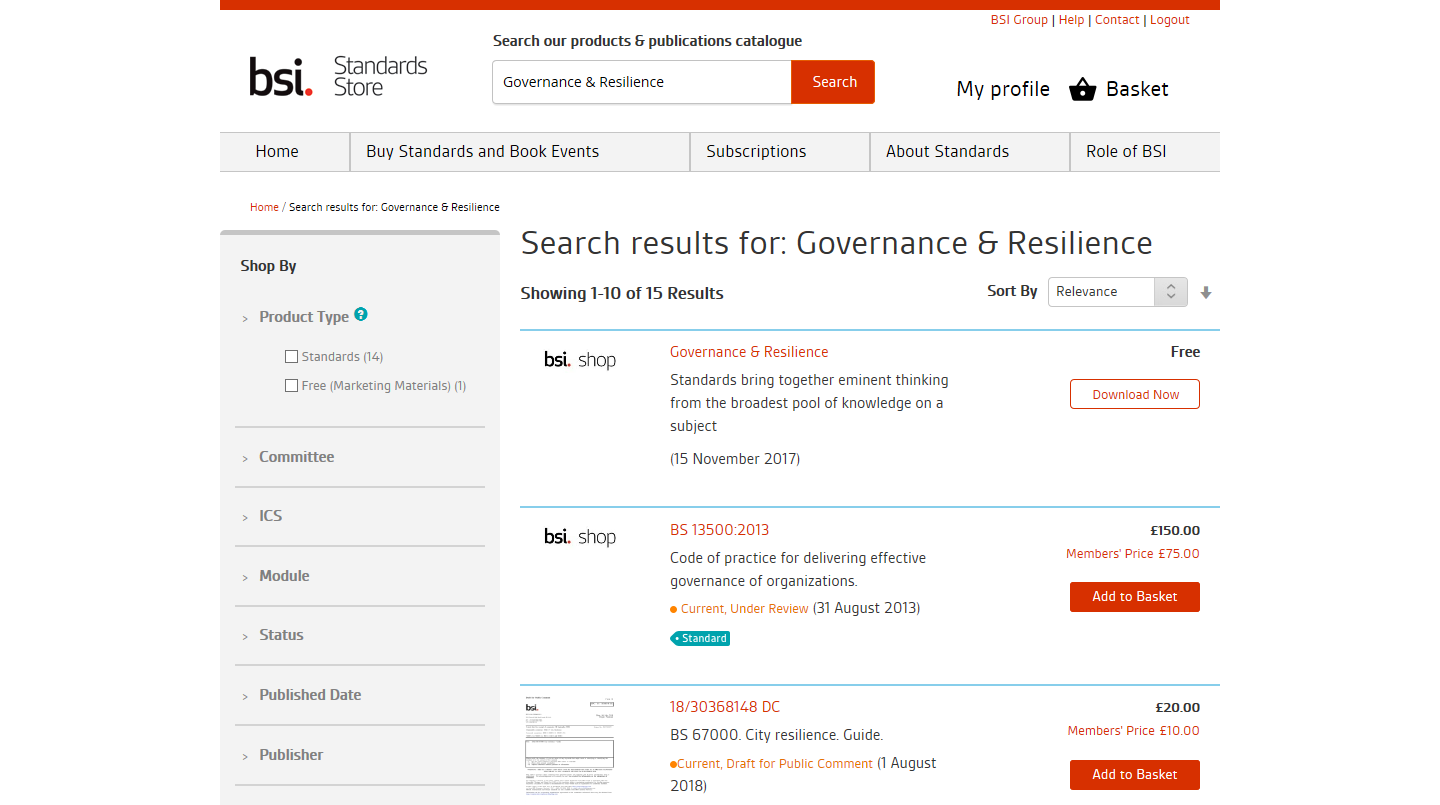 BSI Group | Help | Contact | Logout
Search our products & publications catalogue
bsi. Standards Store
Governance & Resilience
Search
My profile
Basket
Home
Buy Standards and Book Events
Subscriptions
About Standards
Role of BSI
Home / Search results for: Governance & Resilience
Shop By
> Product Type ?
Standards (14)
Free (Marketing Materials) (1)
> Committee
> ICS
> Module
> Status
> Published Date
> Publisher
Search results for: Governance & Resilience
Showing 1-10 of 15 Results
Sort By
Relevance
bsi. shop
Governance & Resilience
Standards bring together eminent thinking
from the broadest pool of knowledge on a
subject
(15 November 2017)
Free
Download Now
bsi. shop
BS 13500:2013
Code of practice for delivering effective
governance of organizations.
Current, Under Review (31 August 2013)
Standard
£150.00
Members' Price £75.00
Add to Basket
bsi.
18/30368148 DC
BS 67000. City resilience. Guide.
Current, Draft for Public Comment (1 August
2018)
£20.00
Members' Price £10.00
Add to Basket